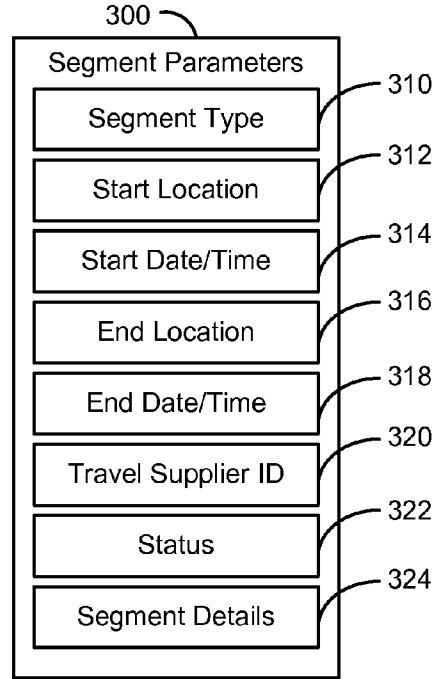 300
Segment Parameters
Segment Type
310
Start Location
312
Start Date/Time
314
End Location
316
End Date/Time
318
Travel Supplier ID
320
Status
322
Segment Details
324